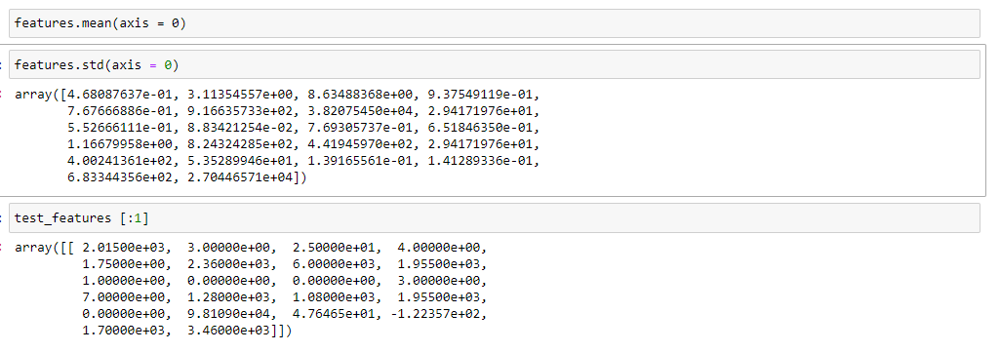 features.mean(axis = 0)
features.std(axis = 0)
array([4.68087637e-01, 3.11354557e+00, 8.63488368e+00, 9.37549119e-01,
7.67666886e-01, 9.16635733e+02, 3.82075450e+04, 2.94171976e+01,
5.52666111e-01, 8.83421254e-02, 7.69305737e-01, 6.51846350e-01,
1.16679958e+00, 8.24324285e+02, 4.41945970e+02, 2.94171976e+01,
4.00241361e+02, 5.35289946e+01, 1.39165561e-01, 1.41289336e-01,
6.83344356e+02, 2.70446571e+04])
test_features [:1]
array([[ 2.01500e+03, 3.00000e+00, 2.50000e+01, 4.00000e+00,
1.75000e+00, 2.36000e+03, 6.00000e+03, 1.95500e+03,
1.00000e+00, 0.00000e+00, 0.00000e+00, 3.00000e+00,
7.00000e+00, 1.28000e+03, 1.08000e+03, 1.95500e+03,
0.00000e+00, 9.81090e+04, 4.76465e+01, -1.22357e+02,
1.70000e+03, 3.46000e+03]])